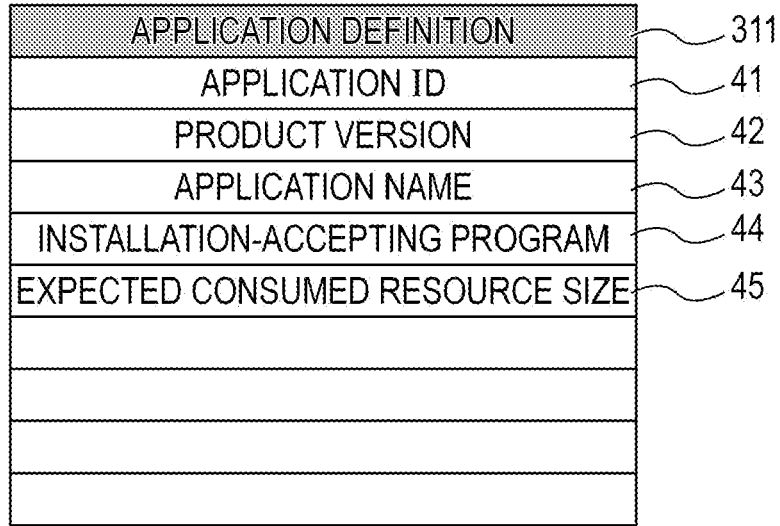 APPLICATION DEFINITION 311
APPLICATION ID 41
PRODUCT VERSION 42
APPLICATION NAME 43
INSTALLATION-ACCEPTING PROGRAM 44
EXPECTED CONSUMED RESOURCE SIZE 45